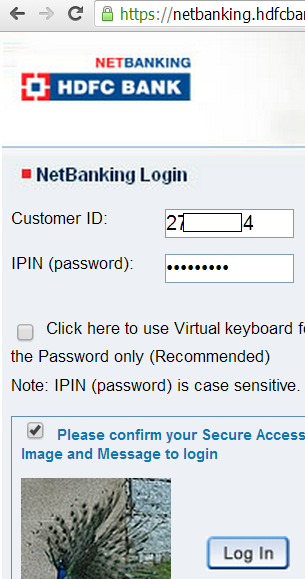 https://netbanking.hdfcba
NETBANKING
HDFC BANK
NetBanking Login
Customer ID:
27 4
IPIN (password):
•••••••••
Click here to use Virtual keyboard
the Password only (Recommended)
Note: IPIN (password) is case sensitive.
Please confirm your Secure Access
Image and Message to login
Log In